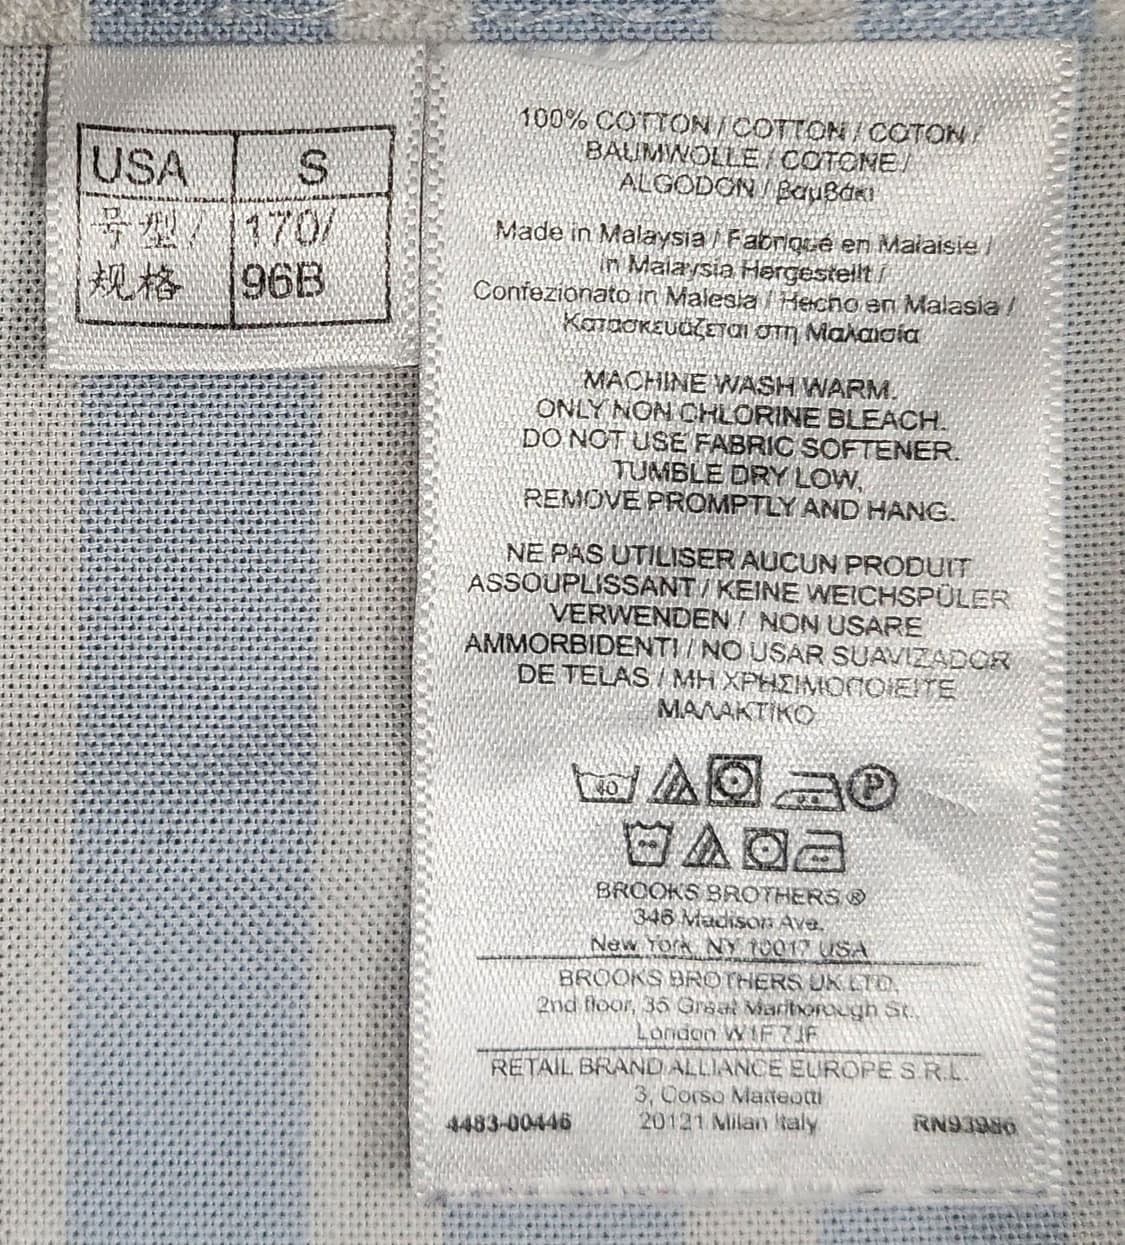 USA S
号型/ 170/
规格 96B
100% COTTON / COTTON / COTON /
BAUMWOLLE / COTONE /
ALGODON / βαμβάκι
Made in Malaysia / Fabriqué en Malaisie /
in Malaysia Hergestellt /
Confezionato in Malesia / Hecho en Malasia /
Κατασκευάζεται στη Μαλαισία
MACHINE WASH WARM.
ONLY NON CHLORINE BLEACH.
DO NOT USE FABRIC SOFTENER.
TUMBLE DRY LOW,
REMOVE PROMPTLY AND HANG.
NE PAS UTILISER AUCUN PRODUIT
ASSOUPLISSANT / KEINE WEICHSPÜLER
VERWENDEN / NON USARE
AMMORBIDENTI / NO USAR SUAVIZADOR
DE TELAS / ΜΗ ΧΡΗΣΙΜΟΠΟΙΕΙΤΕ
ΜΑΛΑΚΤΙΚΟ
40 P
BROOKS BROTHERS ®
346 Madison Ave.
New York, NY 10017 USA
BROOKS BROTHERS UK LTD.
2nd floor, 35 Great Marlborough St.,
London W1F 7JF
RETAIL BRAND ALLIANCE EUROPE S.R.L.
3, Corso Matteotti
4483-00446 20121 Milan Italy